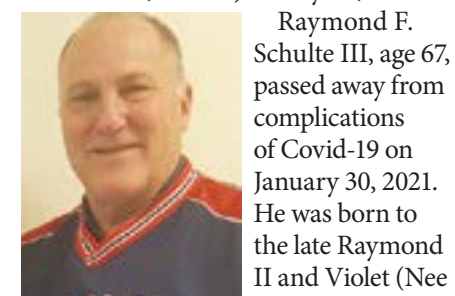 Raymond F.
Schulte III, age 67,
passed away from
complications
of Covid-19 on
January 30, 2021.
He was born to
the late Raymond
II and Violet (Nee